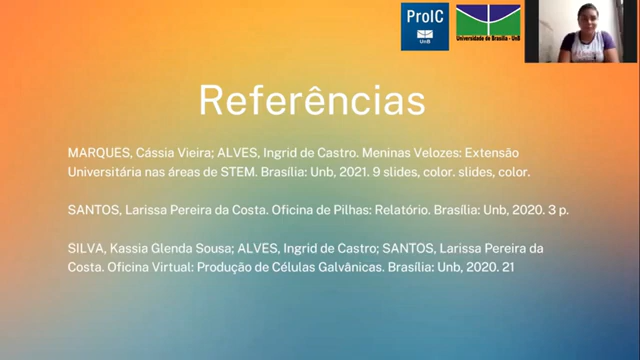 ProIC
UnB
Universidade de Brasília - UnB
Referências
MARQUES, Cássia Vieira; ALVES, Ingrid de Castro. Meninas Velozes: Extensão
Universitária nas áreas de STEM. Brasília: Unb, 2021. 9 slides, color. slides, color.
SANTOS, Larissa Pereira da Costa. Oficina de Pilhas: Relatório. Brasília: Unb, 2020. 3 p.
SILVA, Kassia Glenda Sousa; ALVES, Ingrid de Castro; SANTOS, Larissa Pereira da
Costa. Oficina Virtual: Produção de Células Galvânicas. Brasília: Unb, 2020. 21